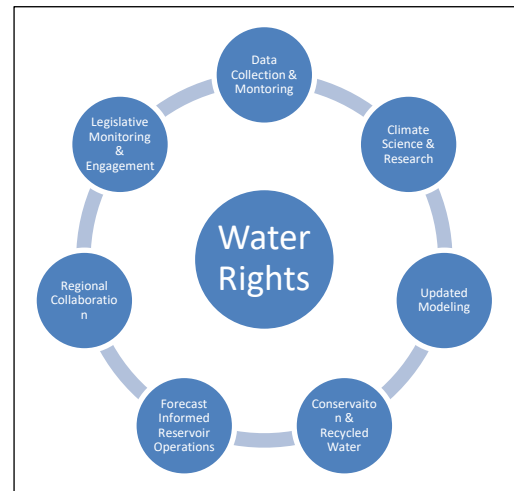 Data
Collection &
Montoring
Climate
Science &
Research
Updated
Modeling
Conservaito
n &
Recycled
Water
Forecast
Informed
Reservoir
Operations
Regional
Collaboratio
n
Legislative
Monitoring
&
Engagement
Water
Rights